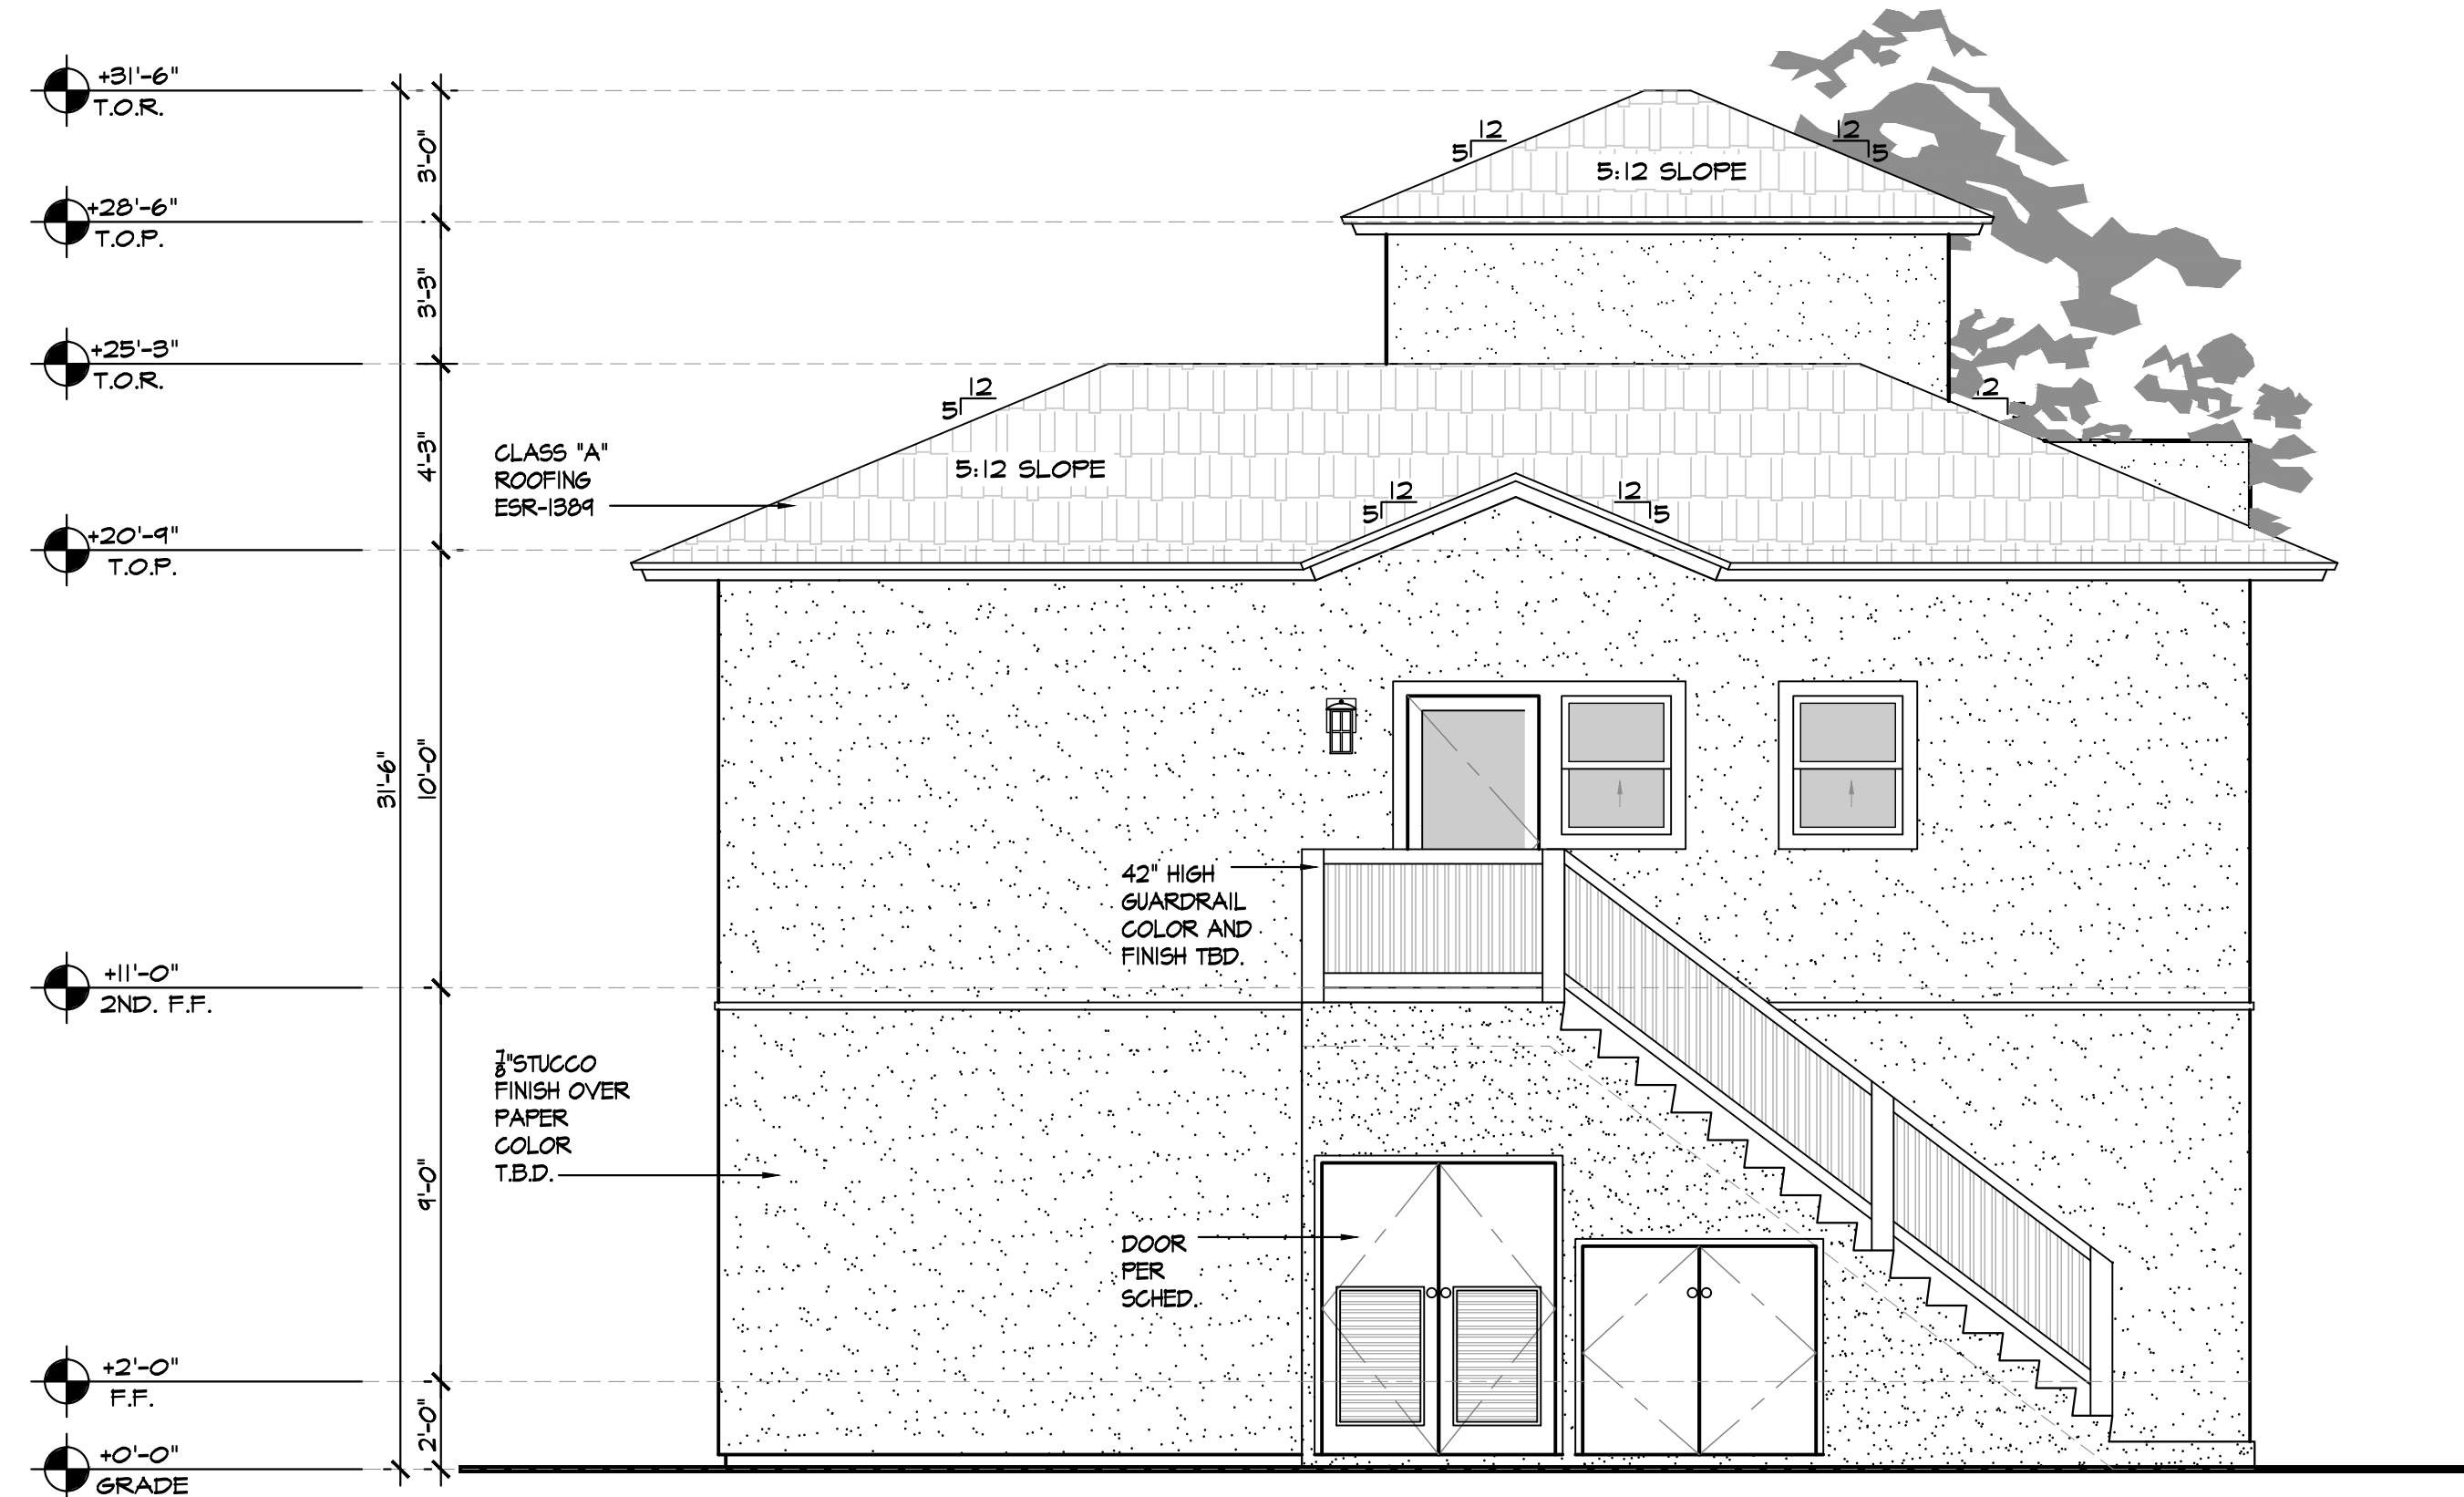 +31'-6"
T.O.R.
+28'-6"
T.O.P.
+25'-3"
T.O.R.
+20'-9"
T.O.P.
+11'-0"
2ND. F.F.
+2'-0"
F.F.
+0'-0"
GRADE
31'-6"
3'-0"
3'-3"
4'-3"
10'-0"
9'-0"
2'-0"
12
5
5:12 SLOPE
12
5
12
5
5:12 SLOPE
12
12
5
12
5
CLASS "A"
ROOFING
ESR-1389
42" HIGH
GUARDRAIL
COLOR AND
FINISH TBD.
7/8"STUCCO
FINISH OVER
PAPER
COLOR
T.B.D.
DOOR
PER
SCHED.